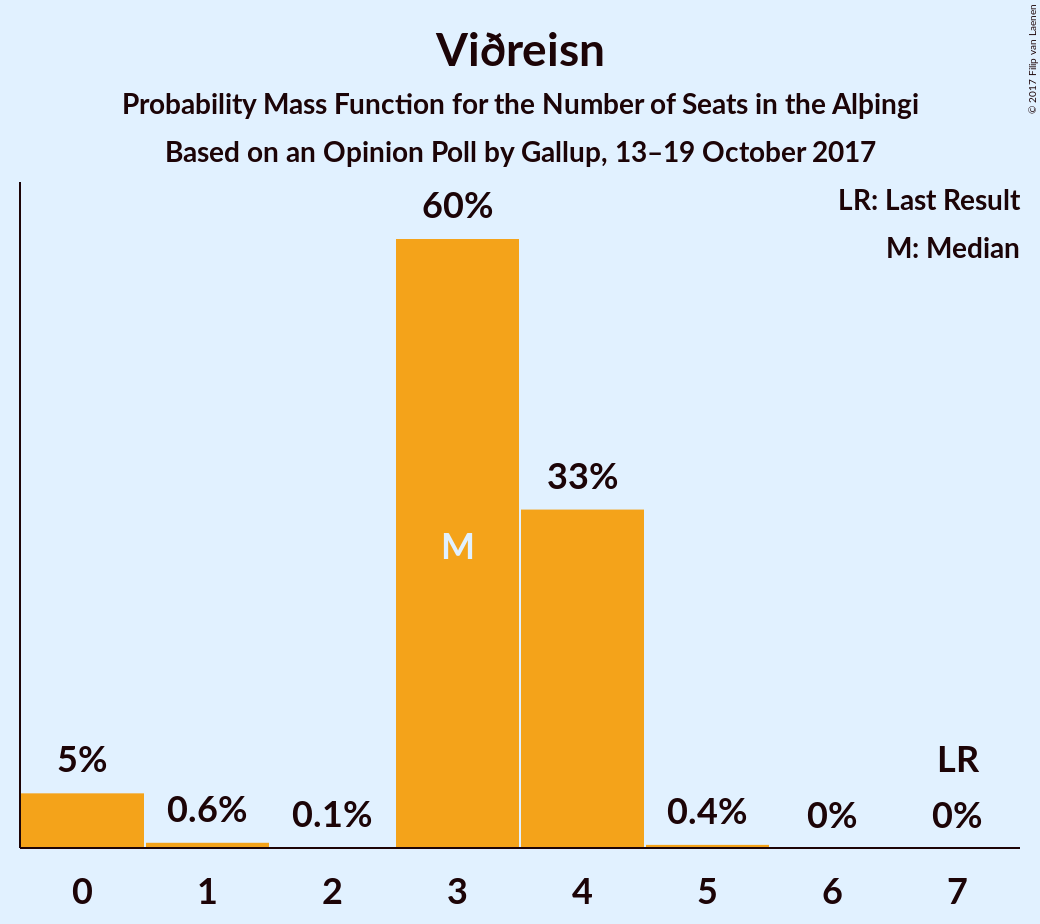 Viðreisn
Probability Mass Function for the Number of Seats in the Alþingi
Based on an Opinion Poll by Gallup, 13–19 October 2017
© 2017 Filip van Laenen
LR: Last Result
M: Median
60%
33%
M
5%
0.6%
0.1%
0.4%
0%
LR
0%
0 1 2 3 4 5 6 7